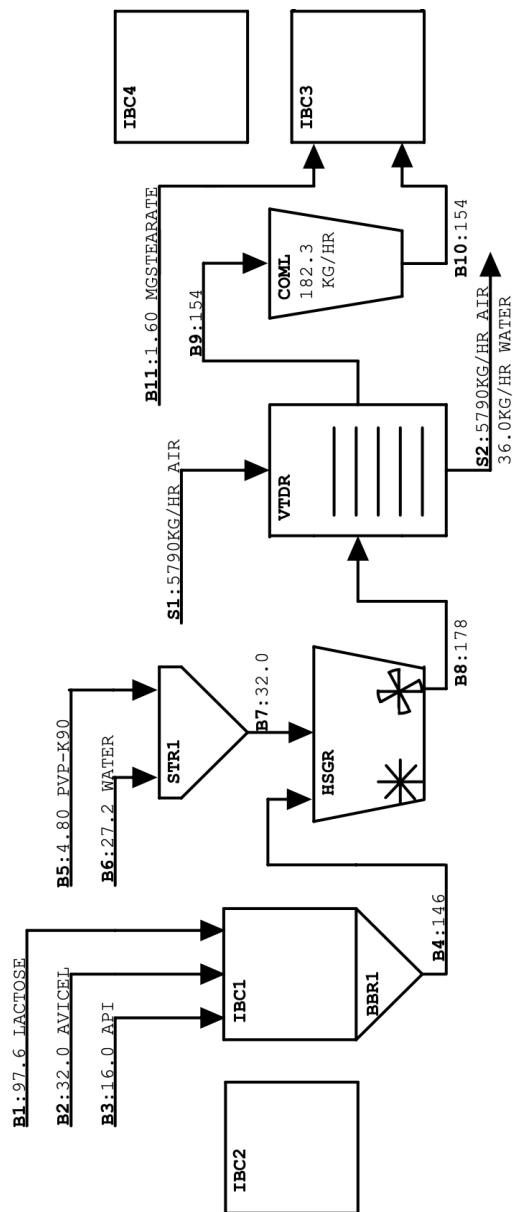 B1:97.6 LACTOSE
B2:32.0 AVICEL
B3:16.0 API
IBC2
IBC1
BBR1
B4:146
B5:4.80 PVP-K90
B6:27.2 WATER
STR1
B7:32.0
HSGR
B8:178
S1:5790KG/HR AIR
VTDR
S2:5790KG/HR AIR
36.0KG/HR WATER
B9:154
COML
182.3
KG/HR
B10:154
B11:1.60 MGSTEARATE
IBC4
IBC3